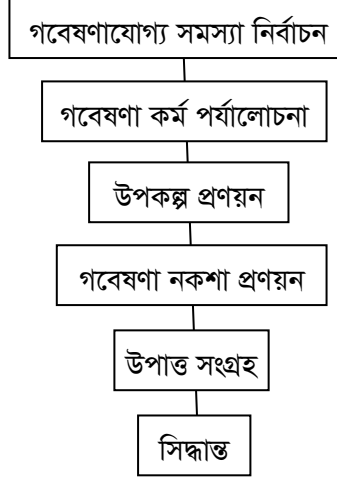 গবেষণাযোগ্য সমস্যা নির্বাচন
গবেষণা কর্ম পর্যালোচনা
উপকল্প প্রণয়ন
গবেষণা নকশা প্রণয়ন
উপাত্ত সংগ্রহ
সিদ্ধান্ত